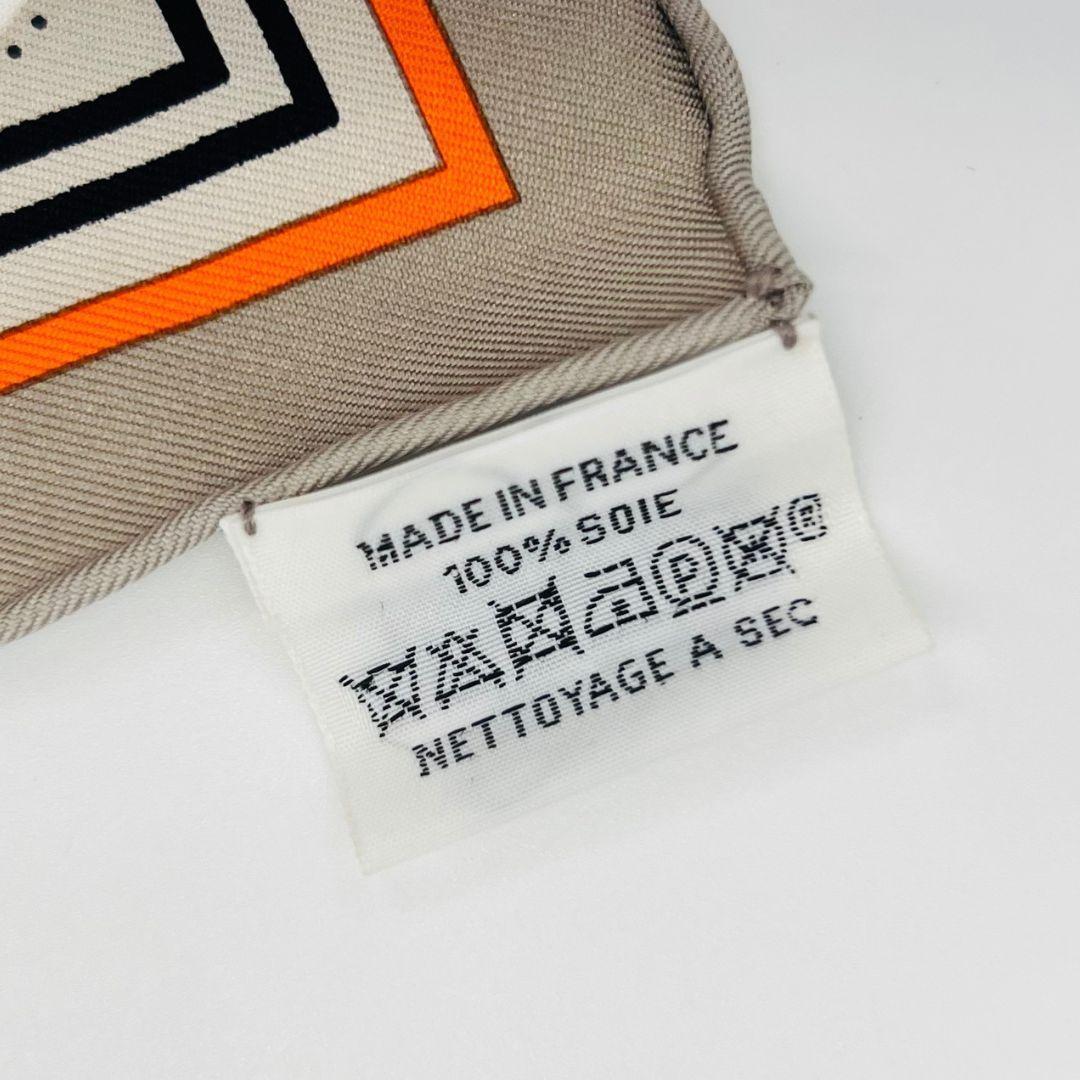 MADE IN FRANCE
100% SOIE
P ®
NETTOYAGE A SEC